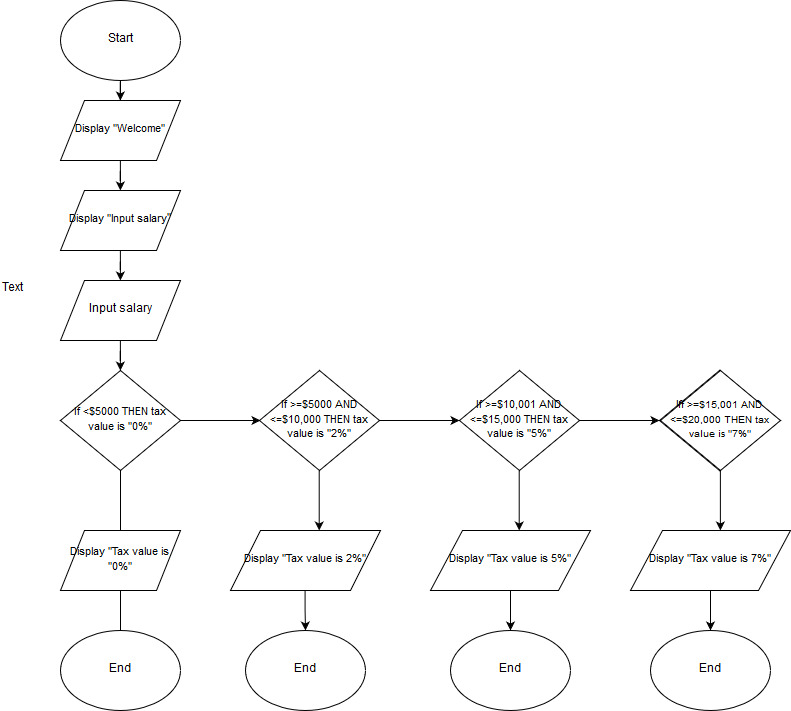 Start
Display "Welcome"
Display "Input salary"
Text
Input salary
If <$5000 THEN tax
value is "0%"
If >=$5000 AND
<=$10,000 THEN tax
value is "2%"
If >=$10,001 AND
<=$15,000 THEN tax
value is "5%"
Iff >=$15,001 AND
<=$20,000 THEN tax
value is "7%"
Display "Tax value is
"0%"
Display "Tax value is 2%"
Display "Tax value is 5%"
Display "Tax value is 7%"
End
End
End
End